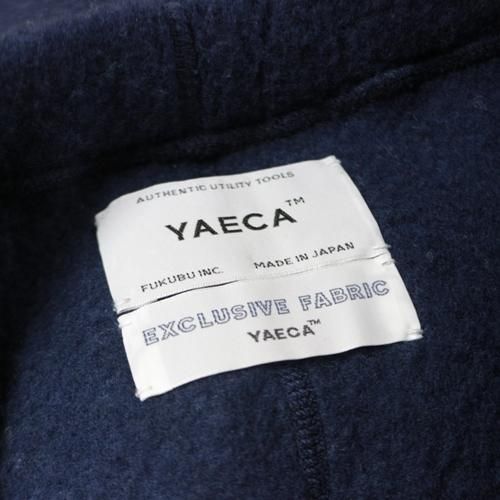 AUTHENTIC UTILITY TOOLS
YAECA™
FUKUBU INC. MADE IN JAPAN
EXCLUSIVE FABRIC
YAECA™